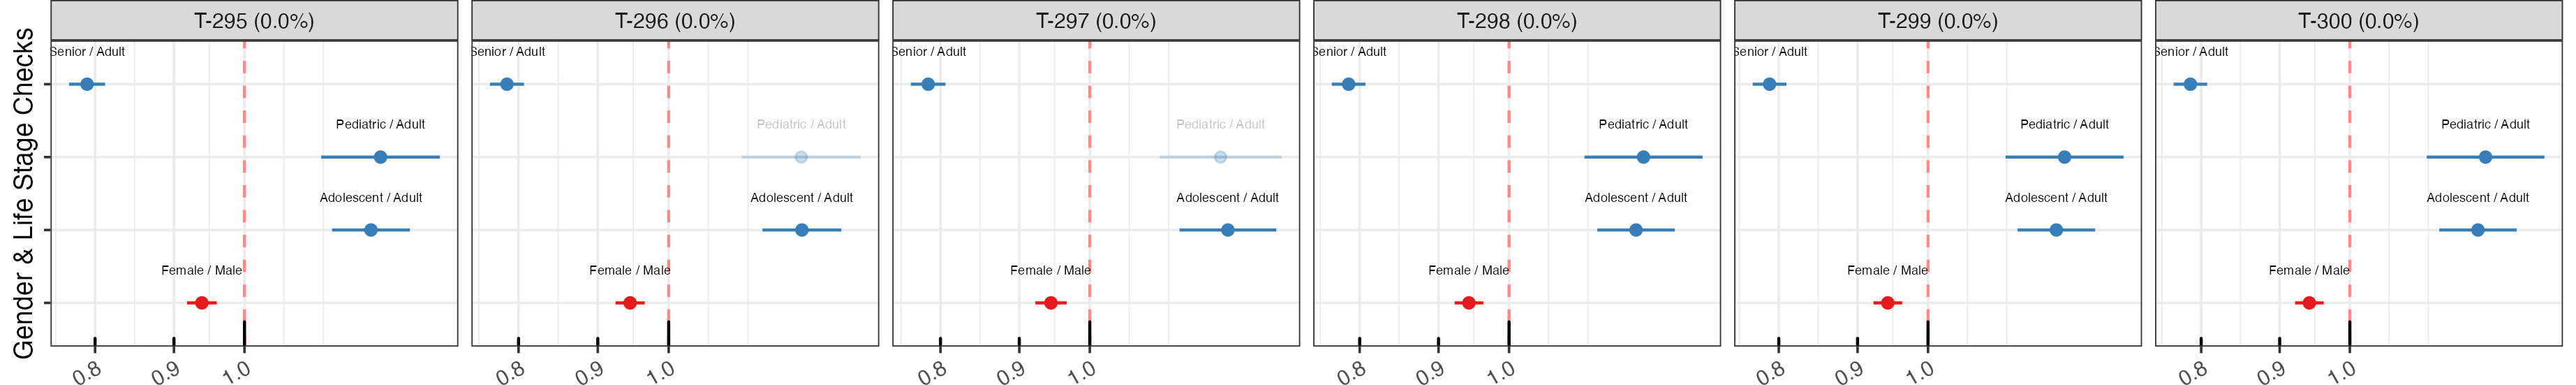 T-295 (0.0%) T-296 (0.0%) T-297 (0.0%) T-298 (0.0%) T-299 (0.0%) T-300 (0.0%)
Gender & Life Stage Checks
Senior / Adult Senior / Adult Senior / Adult Senior / Adult Senior / Adult Senior / Adult
Pediatric / Adult Pediatric / Adult Pediatric / Adult Pediatric / Adult Pediatric / Adult Pediatric / Adult
Adolescent / Adult Adolescent / Adult Adolescent / Adult Adolescent / Adult Adolescent / Adult Adolescent / Adult
Female / Male Female / Male Female / Male Female / Male Female / Male Female / Male
0.8 0.9 1.0 0.8 0.9 1.0 0.8 0.9 1.0 0.8 0.9 1.0 0.8 0.9 1.0 0.8 0.9 1.0